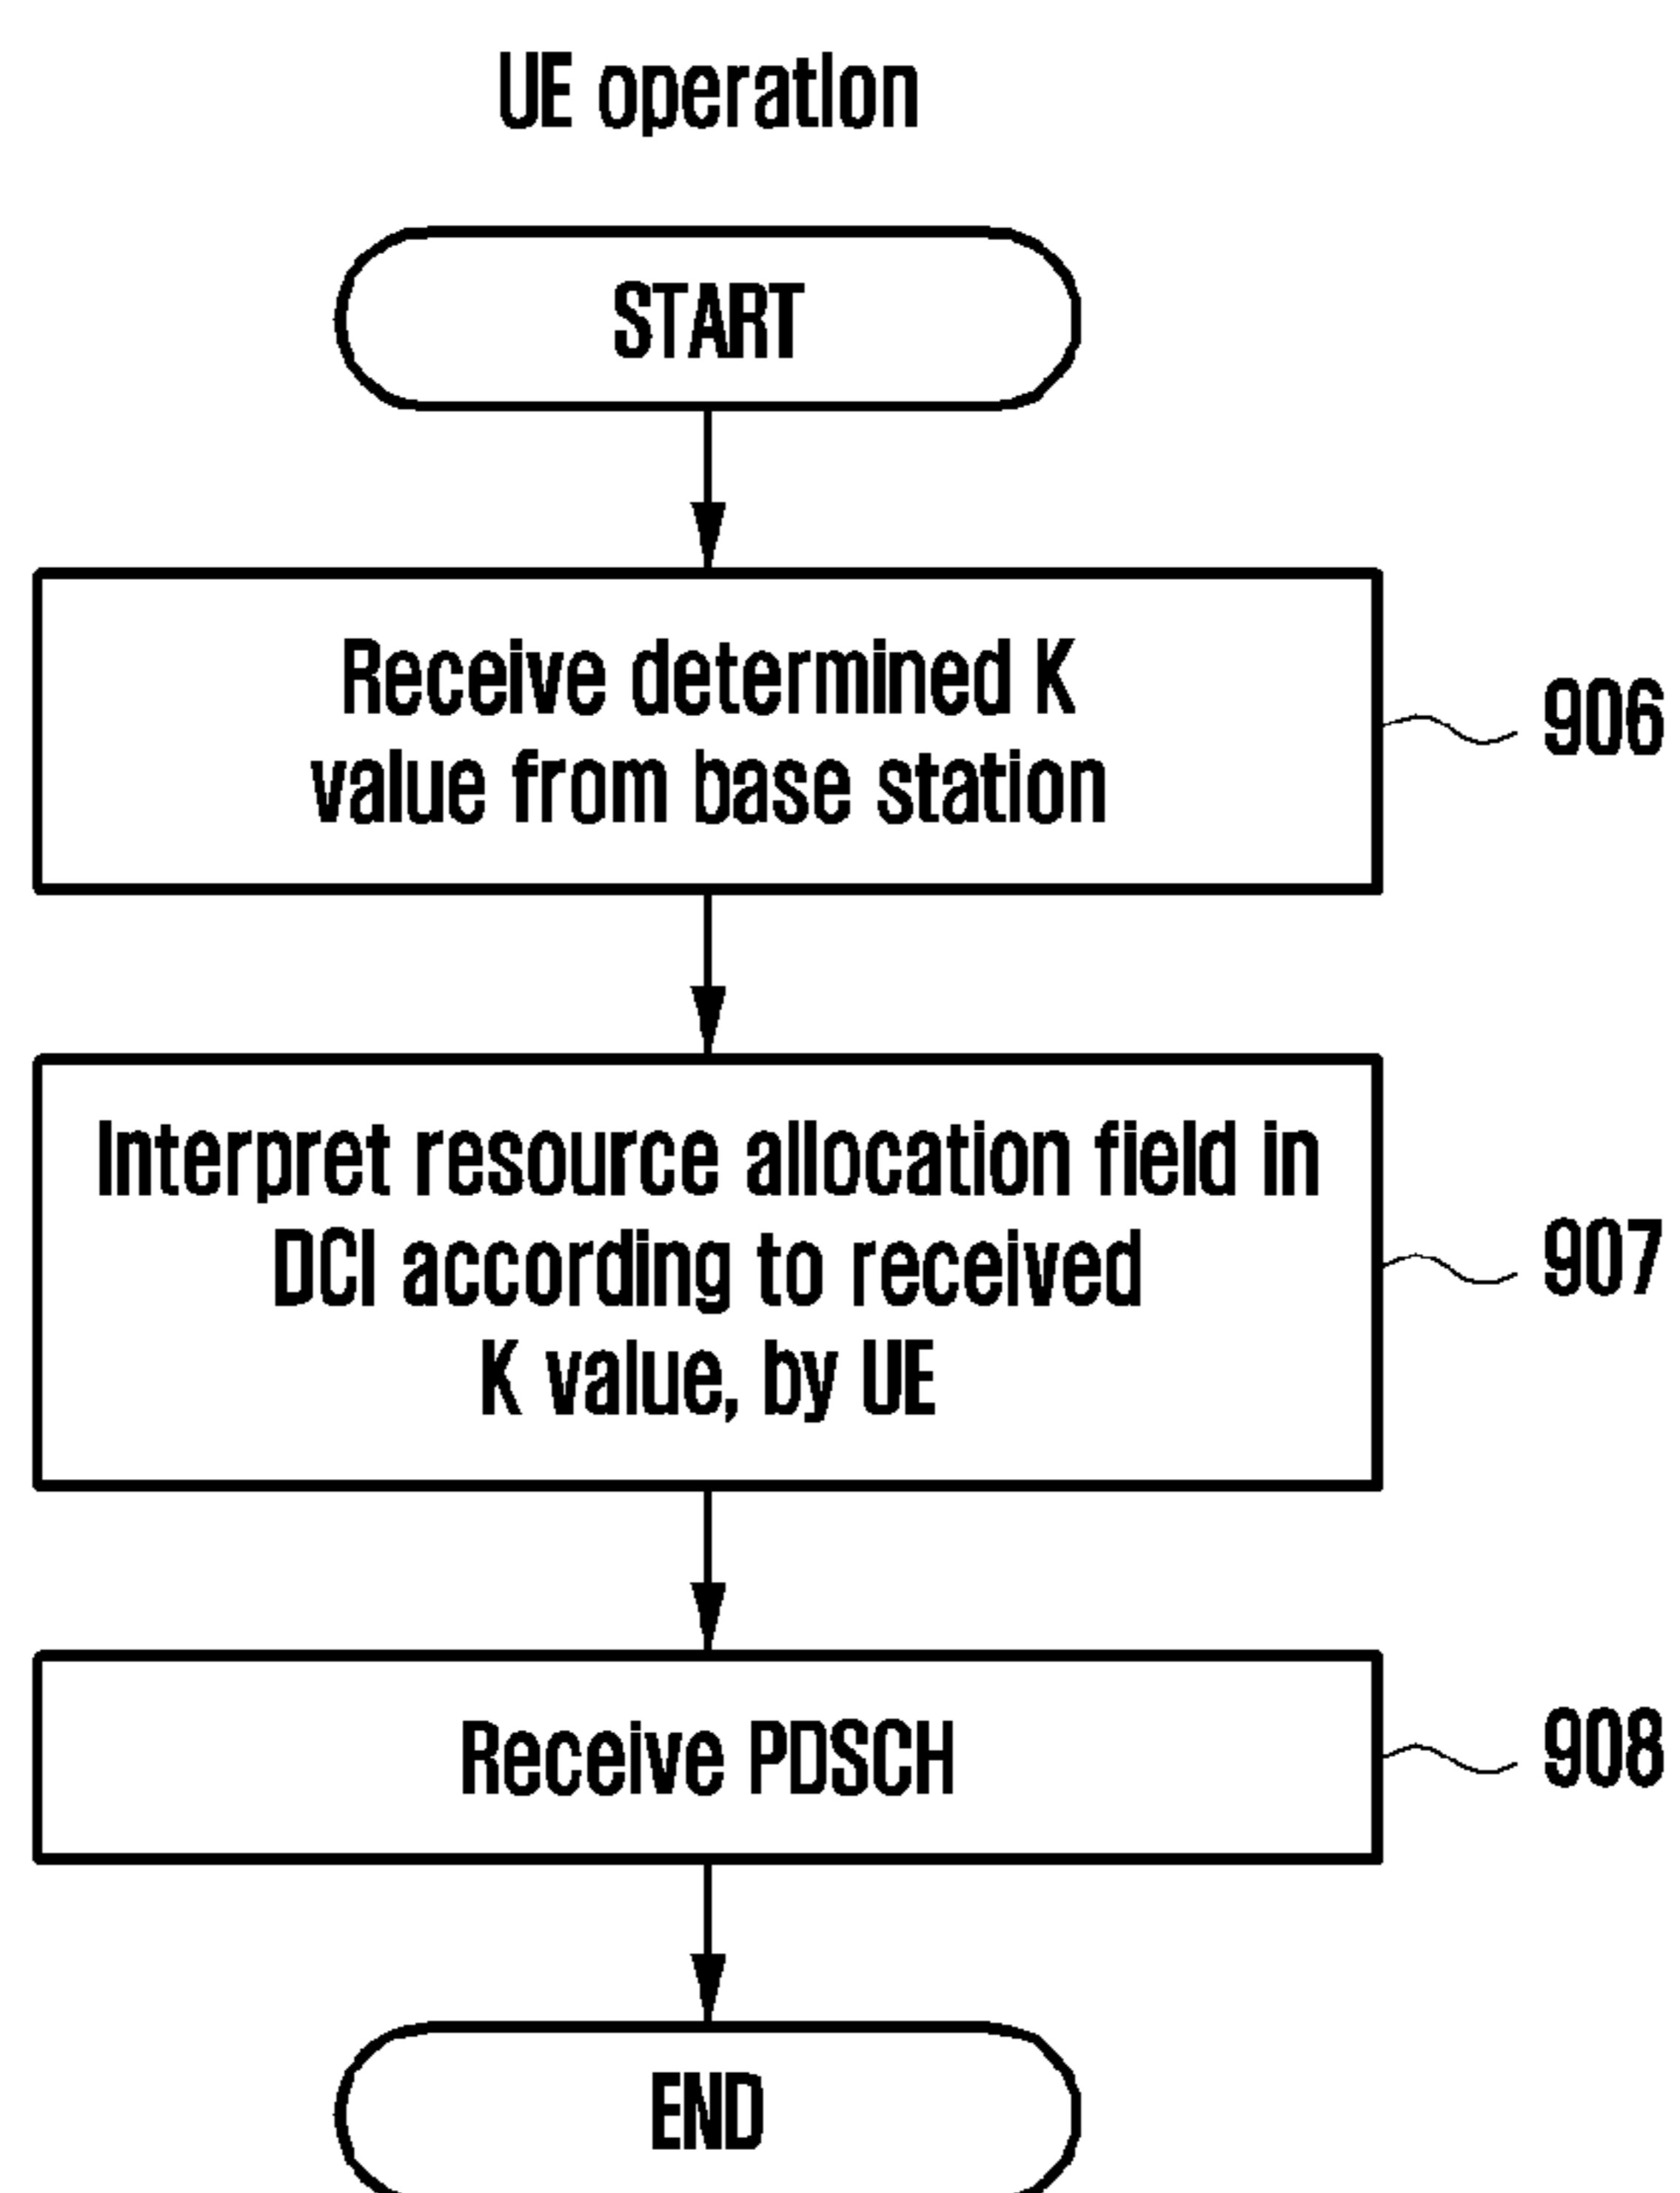 UE operation
START
Receive determined K
value from base station
906
Interpret resource allocation field in
DCI according to received
K value, by UE
907
Receive PDSCH
908
END